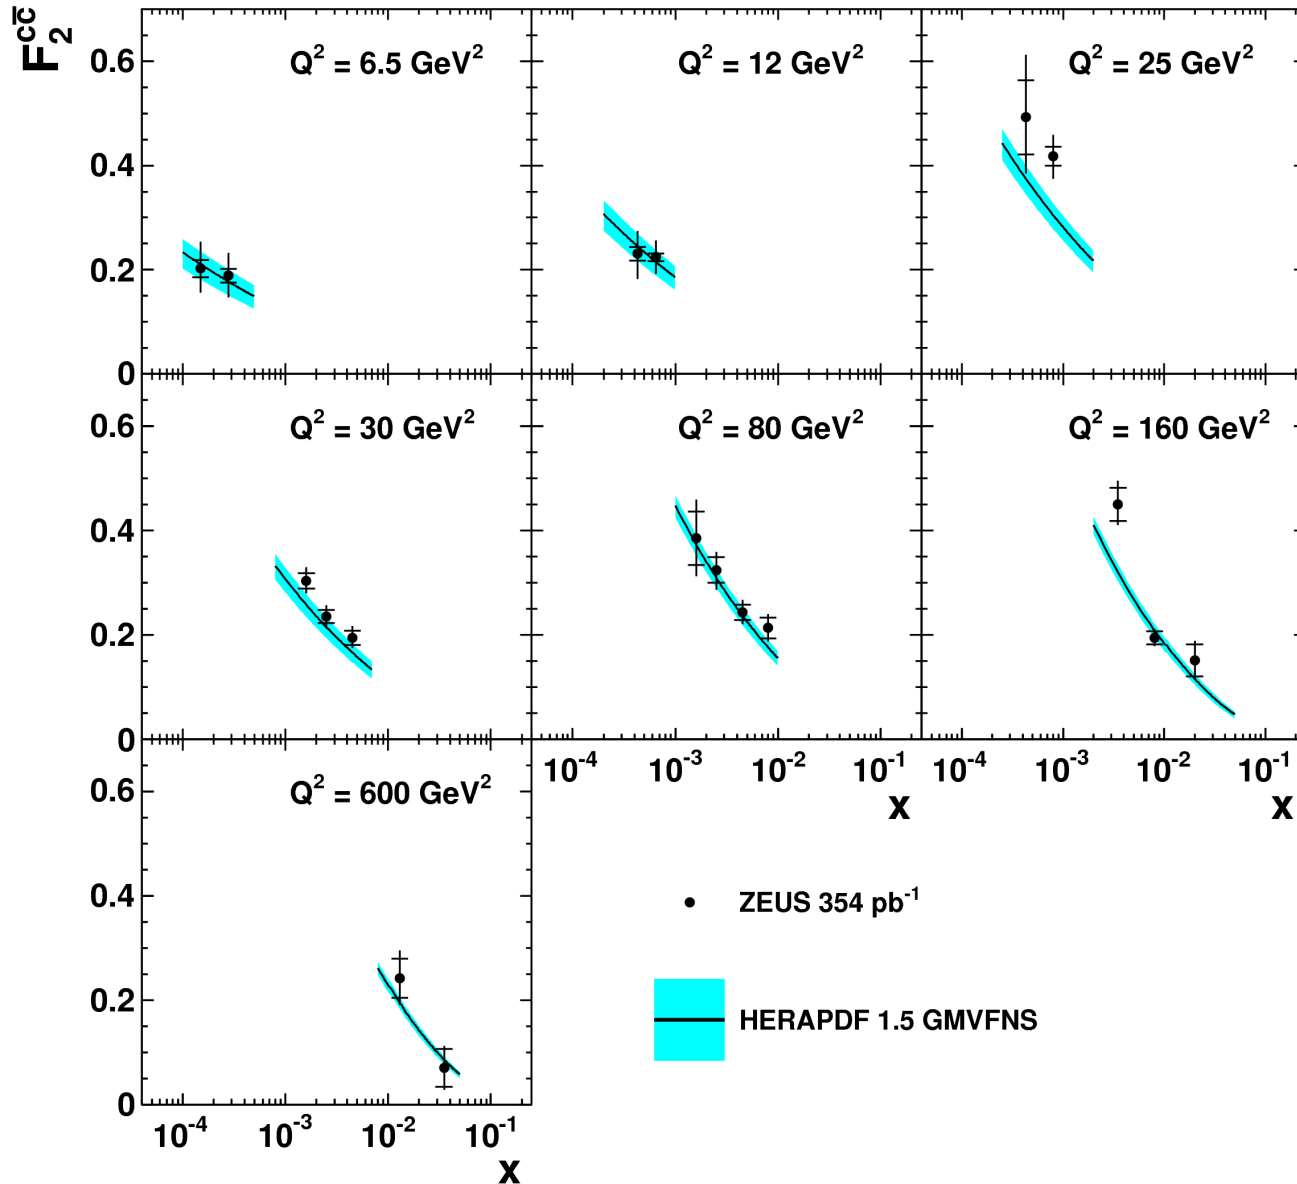 F₂^cc̅
Q² = 6.5 GeV²
Q² = 12 GeV²
Q² = 25 GeV²
0.6
0.4
0.2
0
Q² = 30 GeV²
Q² = 80 GeV²
Q² = 160 GeV²
0.6
0.4
0.2
0
10⁻⁴ 10⁻³ 10⁻² 10⁻¹
x
10⁻⁴ 10⁻³ 10⁻² 10⁻¹
x
Q² = 600 GeV²
0.6
0.4
0.2
0
10⁻⁴ 10⁻³ 10⁻² 10⁻¹
x
ZEUS 354 pb⁻¹
HERAPDF 1.5 GMVFNS